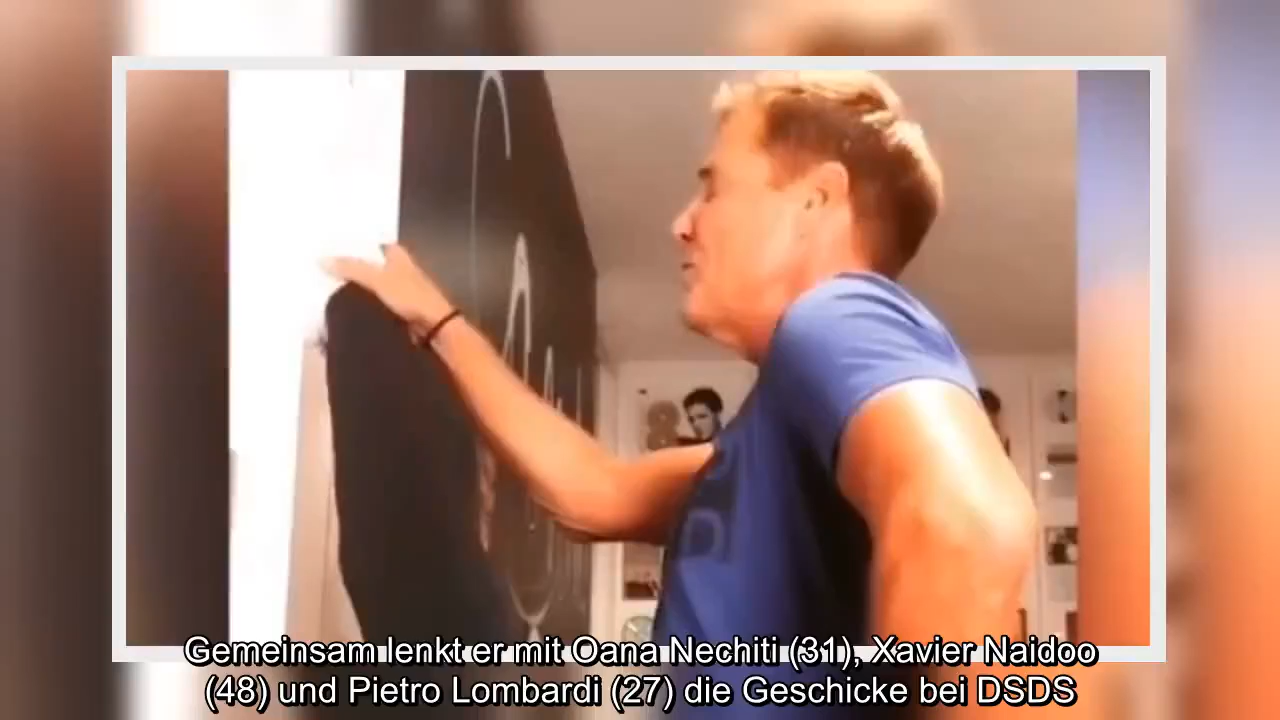 Gemeinsam lenkt er mit Oana Nechiti (31), Xavier Naidoo
(48) und Pietro Lombardi (27) die Geschicke bei DSDS